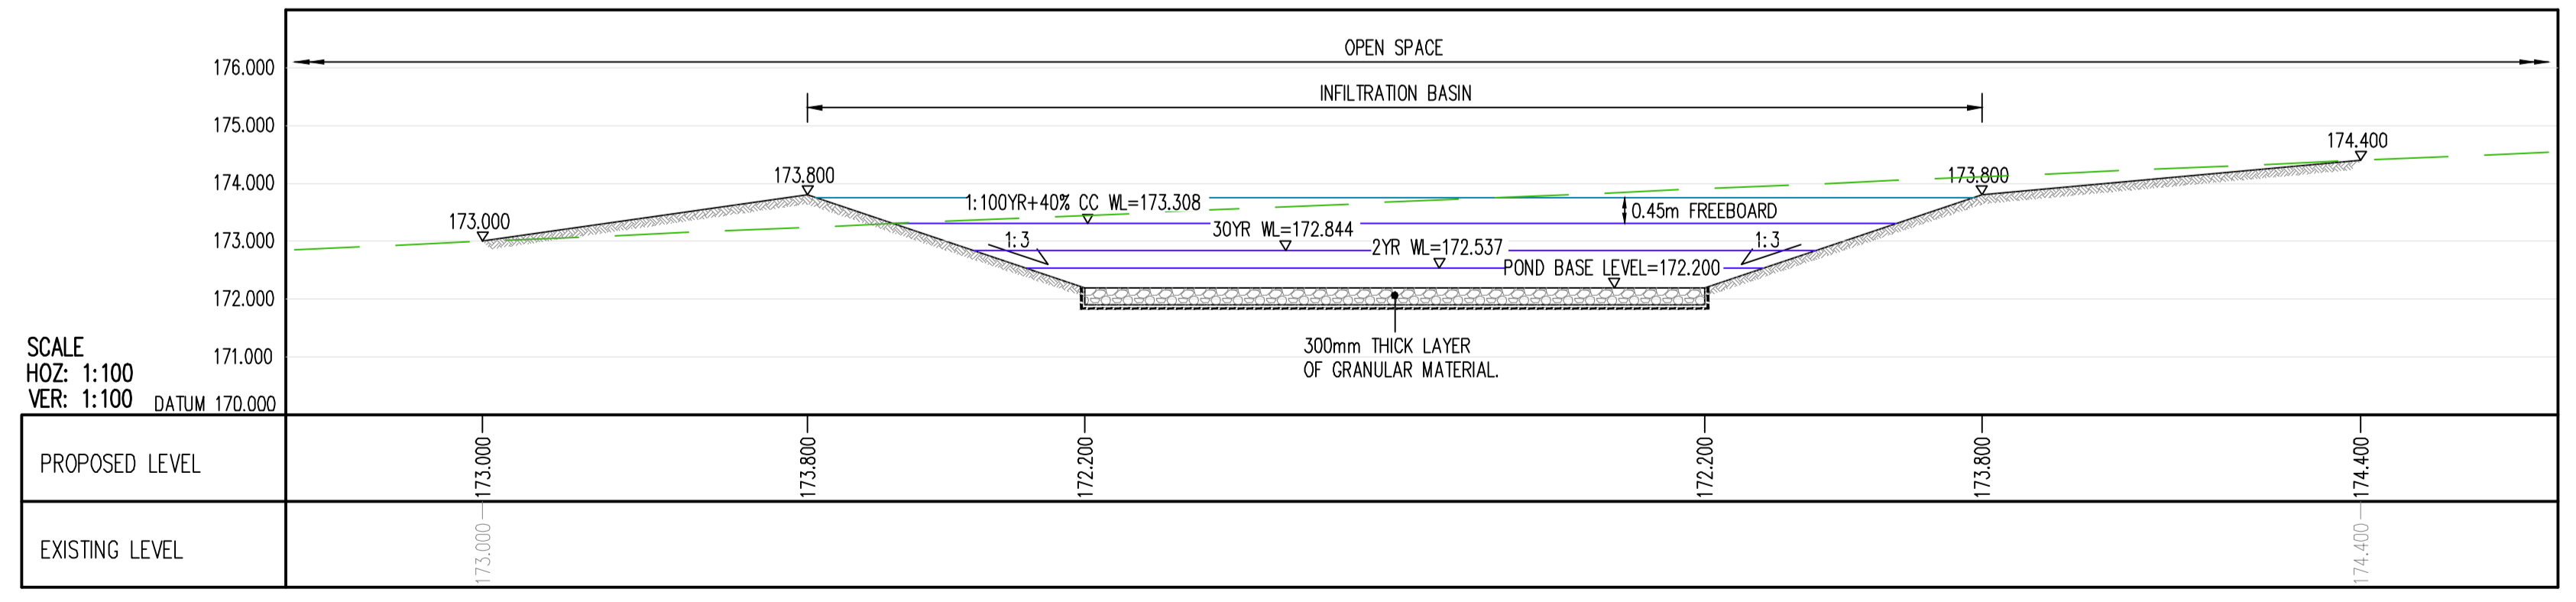 OPEN SPACE
176.000
INFILTRATION BASIN
175.000
174.400
173.800
173.800
174.000
1:100YR+40% CC WL=173.308
0.45m FREEBOARD
173.000
30YR WL=172.844
173.000
1:3
1:3
2YR WL=172.537
POND BASE LEVEL=172.200
172.000
300mm THICK LAYER
OF GRANULAR MATERIAL.
171.000
SCALE
HOZ: 1:100
VER: 1:100
DATUM 170.000
PROPOSED LEVEL
173.000
173.800
172.200
172.200
173.800
174.400
EXISTING LEVEL
173.000
174.400